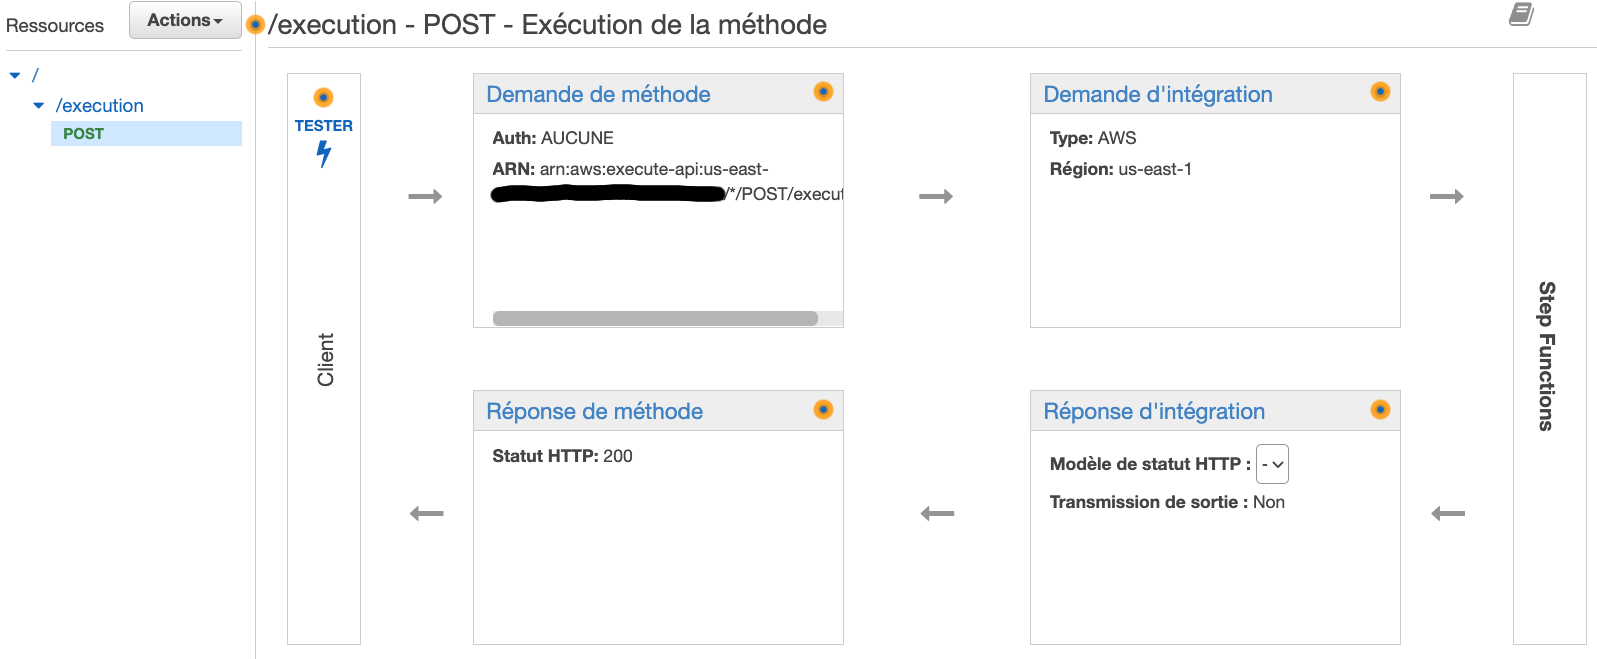 Ressources
Actions
/execution - POST - Exécution de la méthode
/
/execution
POST
TESTER
Client
Demande de méthode
Auth: AUCUNE
ARN: arn:aws:execute-api:us-east-
/*/POST/execut
Demande d'intégration
Type: AWS
Région: us-east-1
Step Functions
Réponse de méthode
Statut HTTP: 200
Réponse d'intégration
Modèle de statut HTTP : -
Transmission de sortie : Non